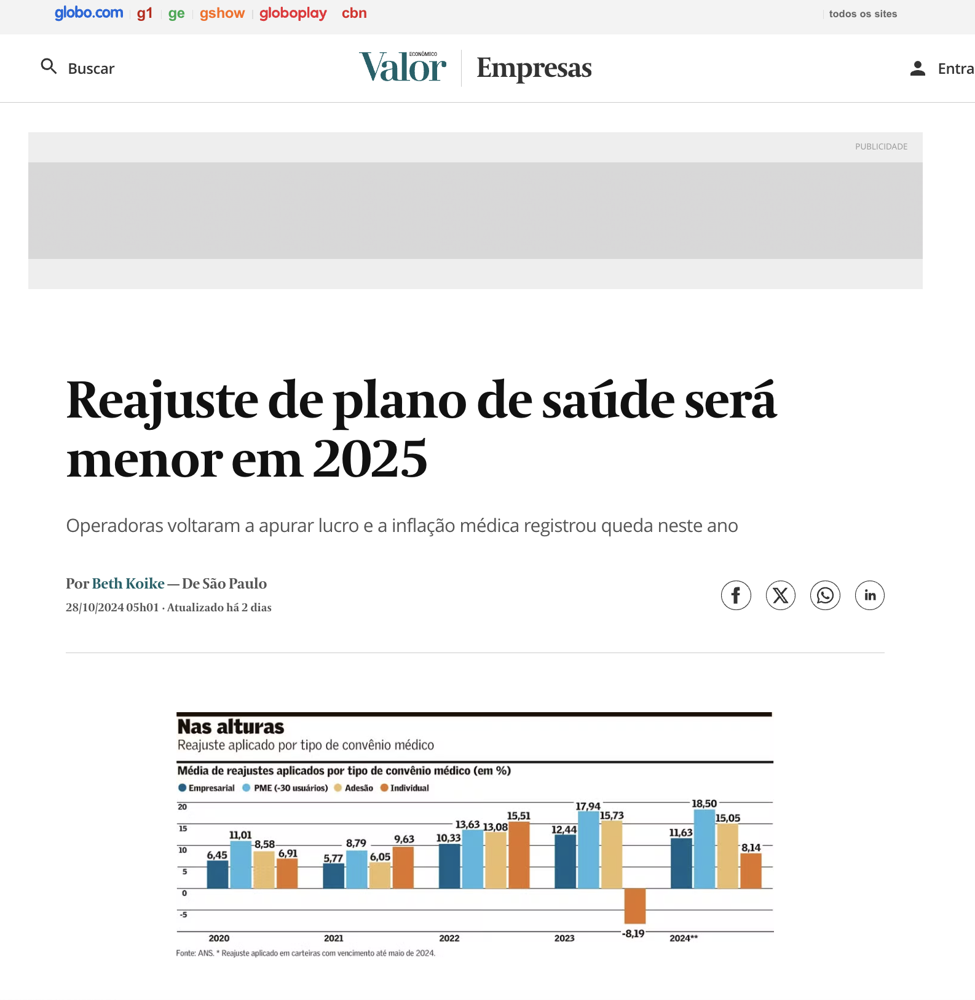 globo.com g1 ge gshow globoplay cbn todos os sites
Buscar
ECONÔMICO
Valor
Empresas
Entra
PUBLICIDADE
Reajuste de plano de saúde será
menor em 2025
Operadoras voltaram a apurar lucro e a inflação médica registrou queda neste ano
Por Beth Koike — De São Paulo
28/10/2024 05h01 · Atualizado há 2 dias
Nas alturas
Reajuste aplicado por tipo de convênio médico
Média de reajustes aplicados por tipo de convênio médico (em %)
Empresarial PME (-30 usuários) Adesão Individual
20
15
10
5
0
-5
6,45 11,01 8,58 6,91
5,77 8,79 6,05 9,63
10,33 13,63 13,08 15,51
12,44 17,94 15,73 -8,19
11,63 18,50 15,05 8,14
2020 2021 2022 2023 2024**
Fonte: ANS. * Reajuste aplicado em carteiras com vencimento até maio de 2024.